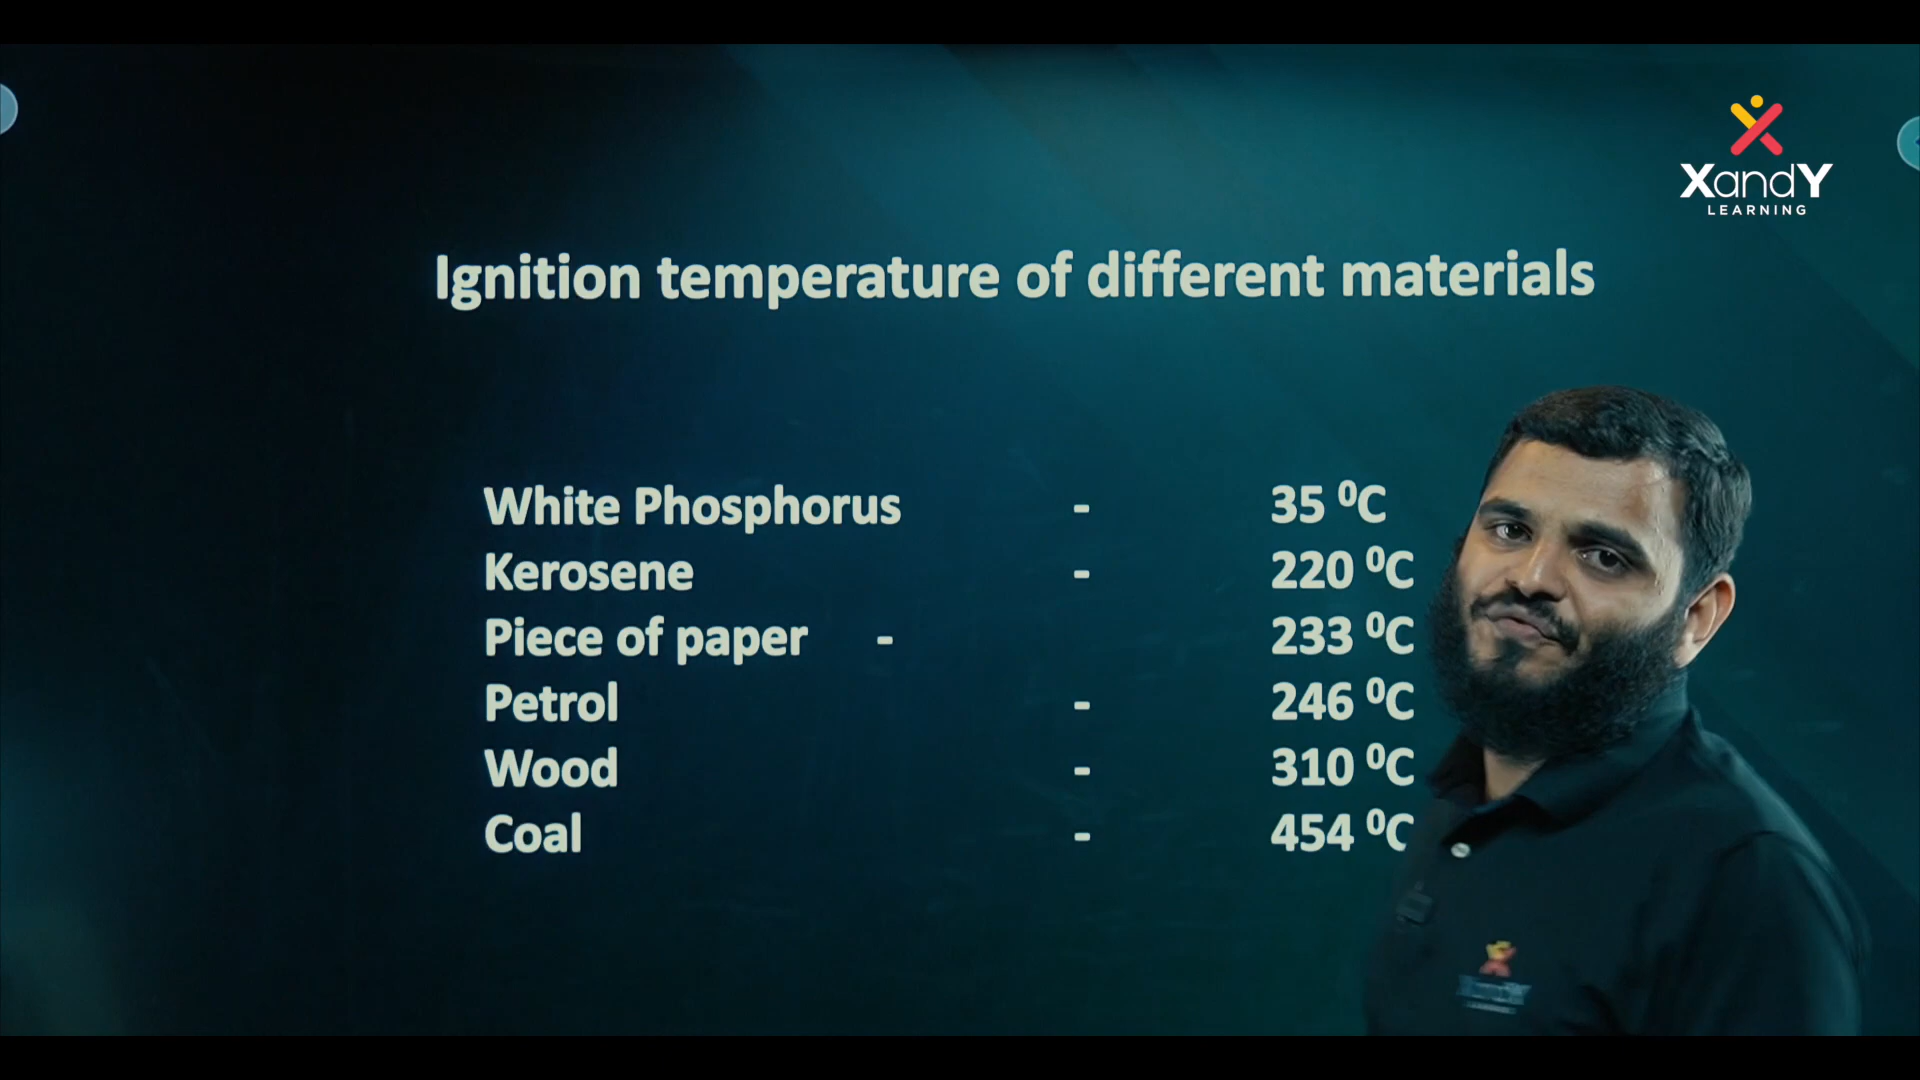 XandY
LEARNING
Ignition temperature of different materials
White Phosphorus - 35 ⁰C
Kerosene - 220 ⁰C
Piece of paper - 233 ⁰C
Petrol - 246 ⁰C
Wood - 310 ⁰C
Coal - 454 ⁰C